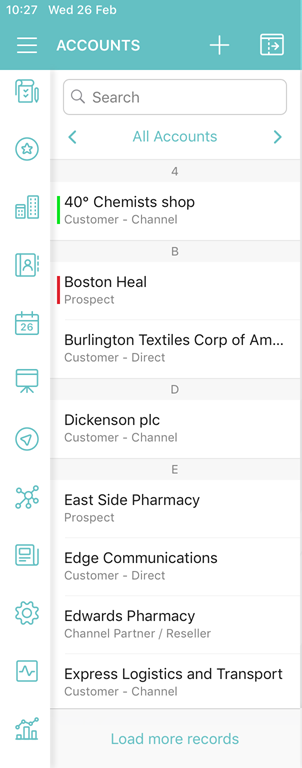 10:27 Wed 26 Feb
ACCOUNTS
Search
All Accounts
4
40° Chemists shop
Customer - Channel
B
Boston Heal
Prospect
26
Burlington Textiles Corp of Am...
Customer - Direct
D
Dickenson plc
Customer - Channel
E
East Side Pharmacy
Prospect
Edge Communications
Customer - Direct
Edwards Pharmacy
Channel Partner / Reseller
Express Logistics and Transport
Customer - Channel
Load more records